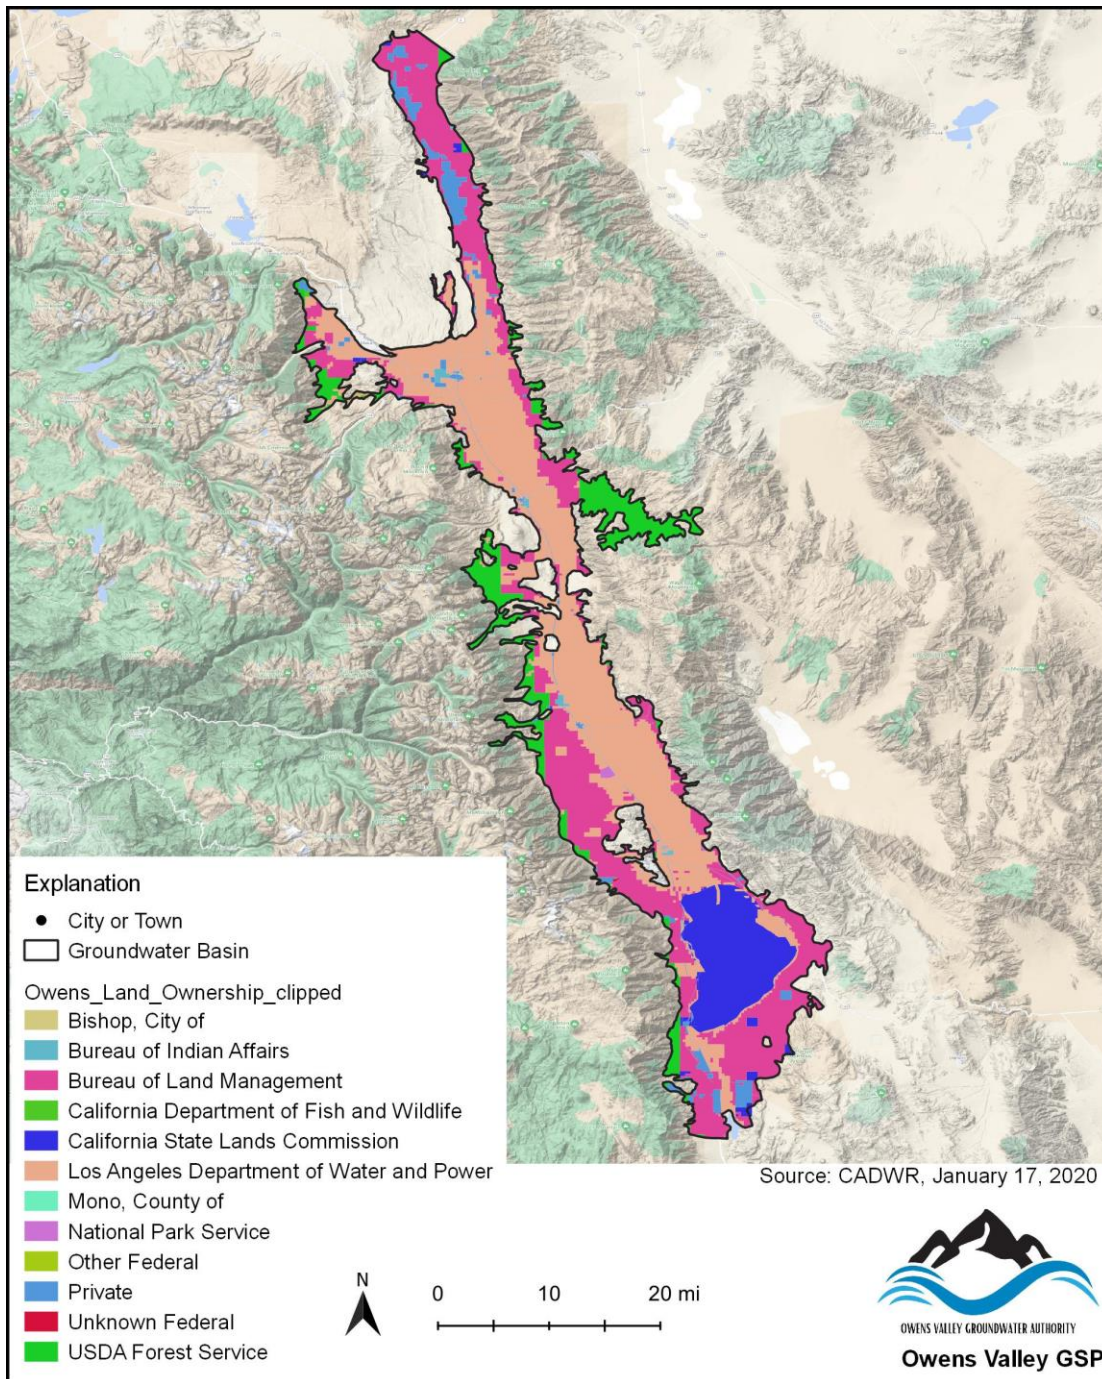 Explanation
City or Town
Groundwater Basin
Owens_Land_Ownership_clipped
Bishop, City of
Bureau of Indian Affairs
Bureau of Land Management
California Department of Fish and Wildlife
California State Lands Commission
Los Angeles Department of Water and Power
Mono, County of
National Park Service
Other Federal
Private
Unknown Federal
USDA Forest Service
N
0 10 20 mi
Source: CADWR, January 17, 2020
OWENS VALLEY GROUNDWATER AUTHORITY
Owens Valley GSP